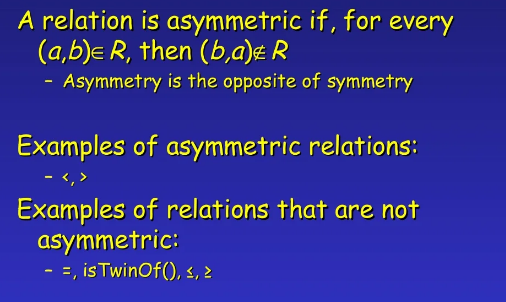 A relation is asymmetric if, for every
(a,b)∈ R, then (b,a)∉ R
– Asymmetry is the opposite of symmetry
Examples of asymmetric relations:
– <, >
Examples of relations that are not
asymmetric:
– =, isTwinOf(), ≤, ≥